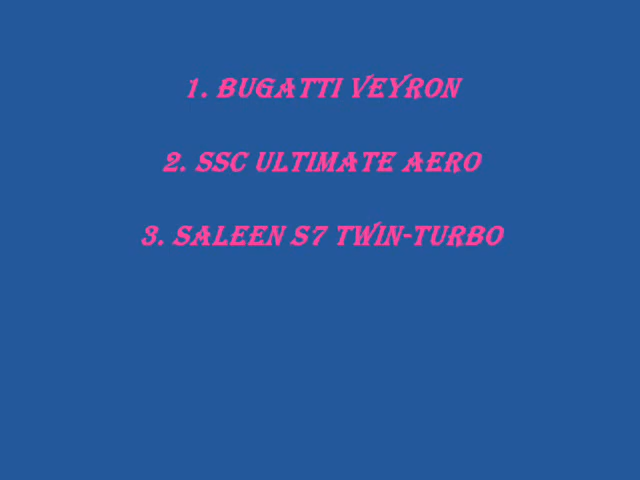 1. BUGATTI VEYRON
2. SSC ULTIMATE AERO
3. SALEEN S7 TWIN-TURBO